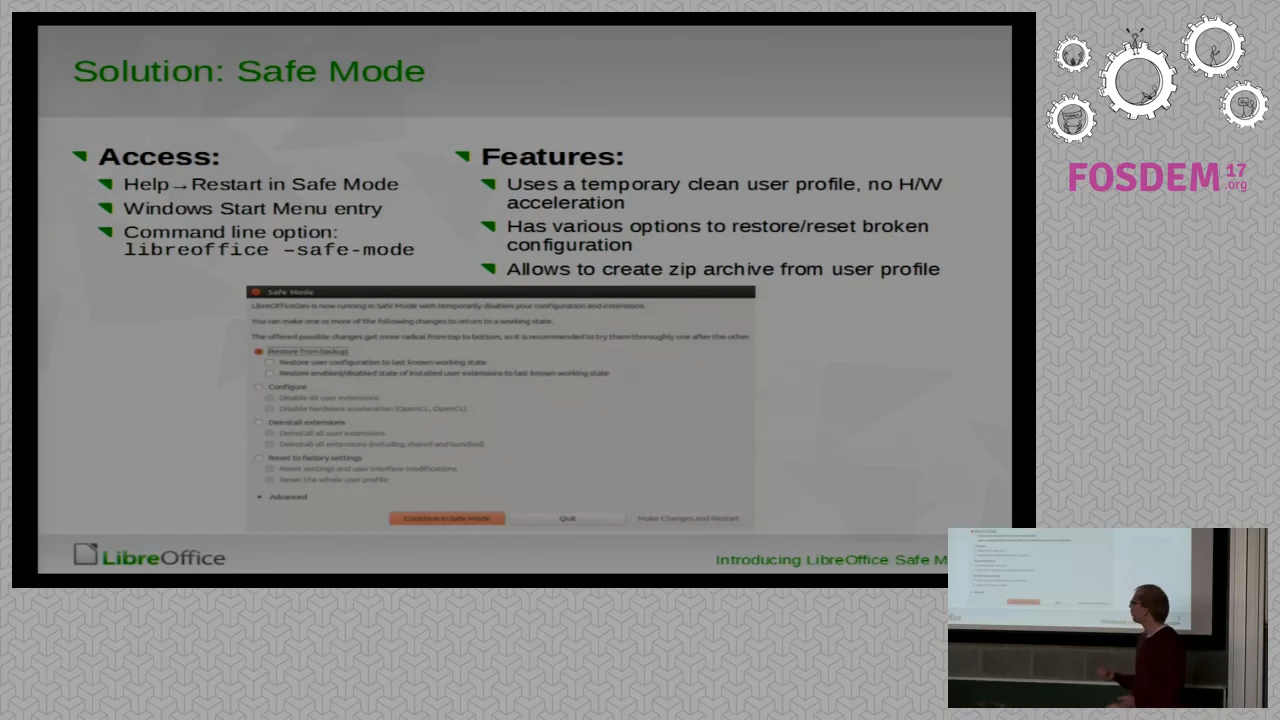 Solution: Safe Mode
Access:
Help→Restart in Safe Mode
Windows Start Menu entry
Command line option:
libreoffice –safe-mode
Features:
Uses a temporary clean user profile, no H/W
acceleration
Has various options to restore/reset broken
configuration
Allows to create zip archive from user profile
Safe Mode
LibreOfficeDev is now running in Safe Mode with temporarily disables your configuration and extensions.
You can make one or more of the following changes to return to a working state.
The offered possible changes get more radical from top to bottom, so it is recommended to try them thoroughly one after the other.
Restore from backup
Restore user configuration to last known working state
Restore enabled/disabled state of installed user extensions to last known working state
Configure
Disable all user extensions
Disable hardware acceleration (OpenGL, OpenCL)
Deinstall extensions
Deinstall all user extensions
Deinstall all extensions (including shared and bundled)
Reset to factory settings
Reset settings and user interface modifications
Reset the whole user profile
Advanced
Continue in Safe Mode
Quit
Make Changes and Restart
LibreOffice
Introducing LibreOffice Safe M
FOSDEM 17
.org